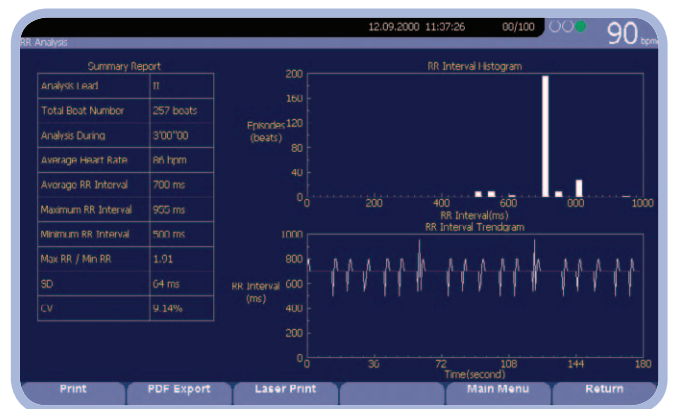 12.09.2000 11:37:26 00/100 90 bpm
RR Analysis
Summary Report
Analysis Lead II
Total Beat Number 257 beats
Analysis During 3'00"00
Average Heart Rate 86 bpm
Average RR Interval 700 ms
Maximum RR Interval 955 ms
Minimum RR Interval 500 ms
Max RR / Min RR 1.91
SD 64 ms
CV 9.14%
RR Interval Histogram
200
160
Episodes 120
(beats)
80
40
0
0 200 400 600 800 1000
RR Interval(ms)
RR Interval Trendgram
1000
800
RR Interval 600
(ms)
400
200
0
0 36 72 108 144 180
Time(second)
Print PDF Export Laser Print Main Menu Return